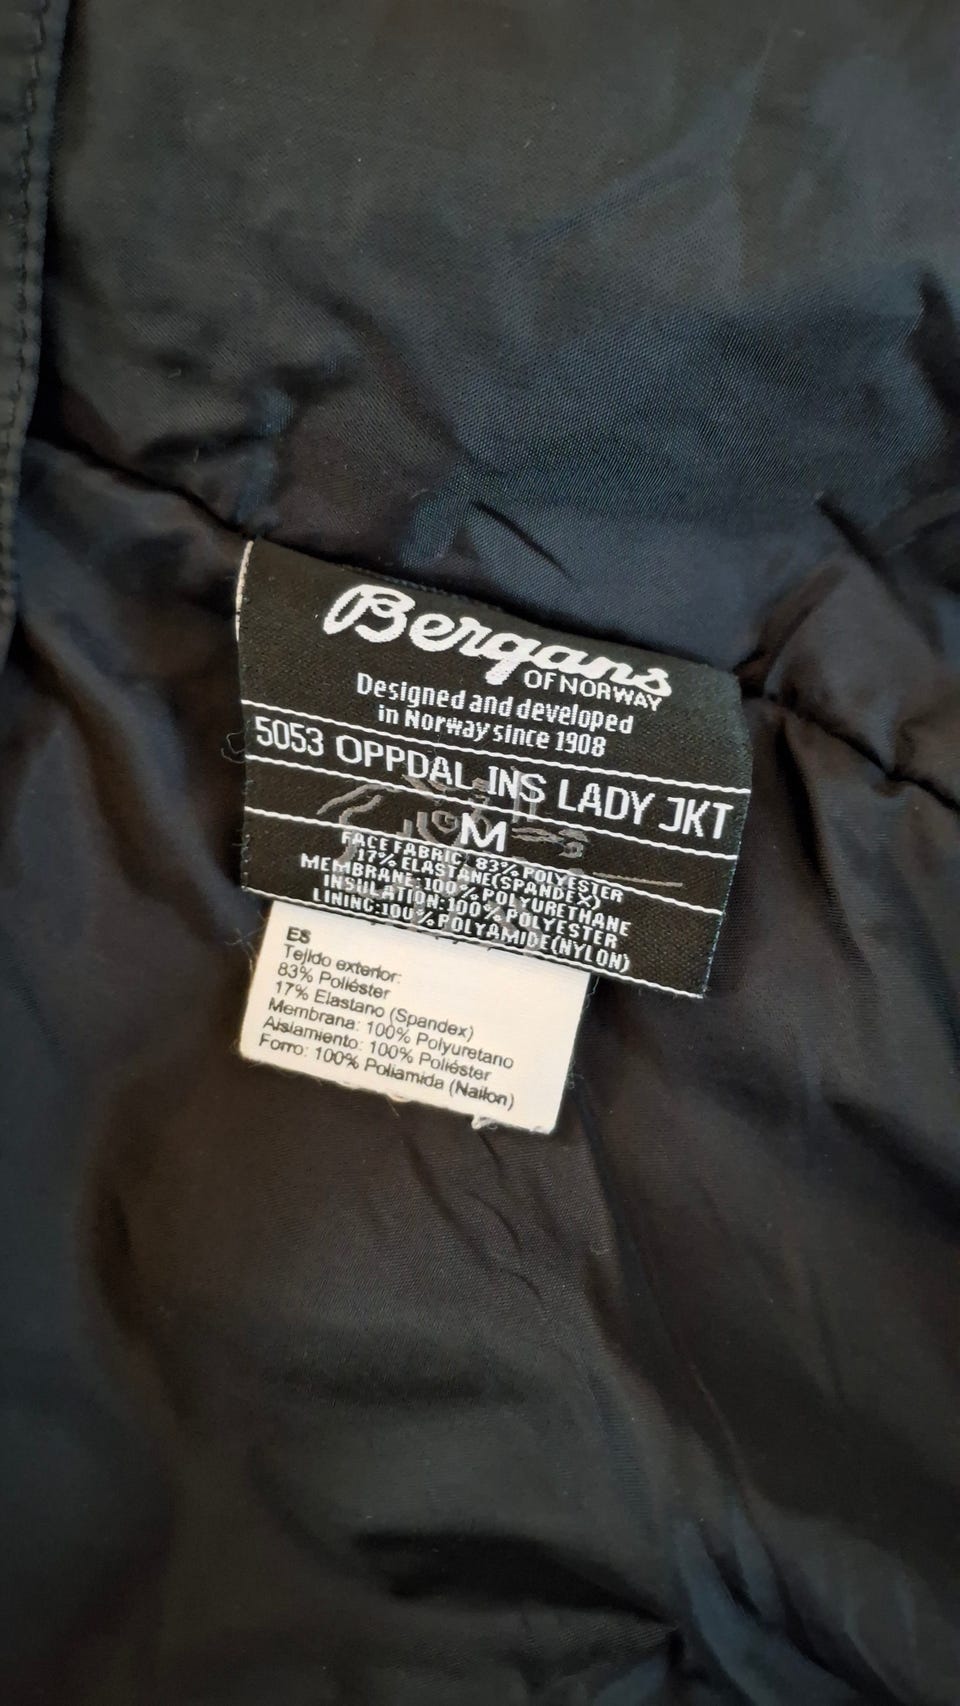 Bergans
OF NORWAY
Designed and developed
in Norway since 1908
5053 OPPDAL INS LADY JKT
M
FACE FABRIC: 83% POLYESTER
17% ELASTANE(SPANDEX)
MEMBRANE:100% POLYURETHANE
INSULATION:100% POLYESTER
LINING:100% POLYAMIDE(NYLON)
ES
Tejido exterior:
83% Poliéster
17% Elastano (Spandex)
Membrana: 100% Polyuretano
Aislamiento: 100% Poliéster
Forro: 100% Poliamida (Nailon)